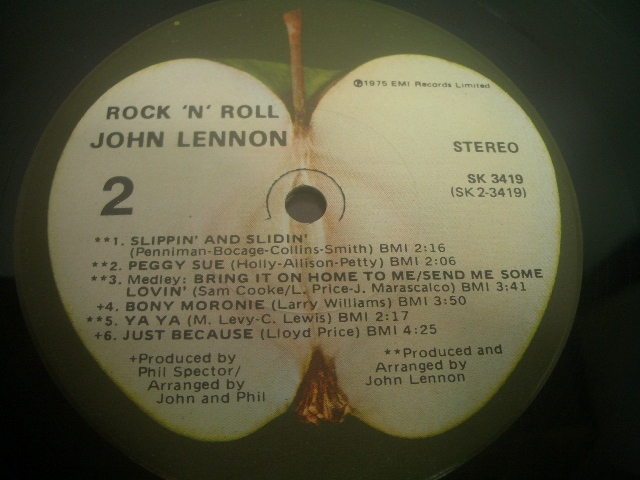 ROCK 'N' ROLL
JOHN LENNON
2
℗1975 EMI Records Limited
STEREO
SK 3419
(SK 2-3419)
**1. SLIPPIN' AND SLIDIN'
(Penniman-Bocage-Collins-Smith) BMI 2:16
**2. PEGGY SUE (Holly-Allison-Petty) BMI 2:06
**3. Medley: BRING IT ON HOME TO ME/SEND ME SOME
LOVIN' (Sam Cooke/L. Price-J. Marascalco) BMI 3:41
+4. BONY MORONIE (Larry Williams) BMI 3:50
**5. YA YA (M. Levy-C. Lewis) BMI 2:17
+6. JUST BECAUSE (Lloyd Price) BMI 4:25
+Produced by
Phil Spector/
Arranged by
John and Phil
**Produced and
Arranged by
John Lennon